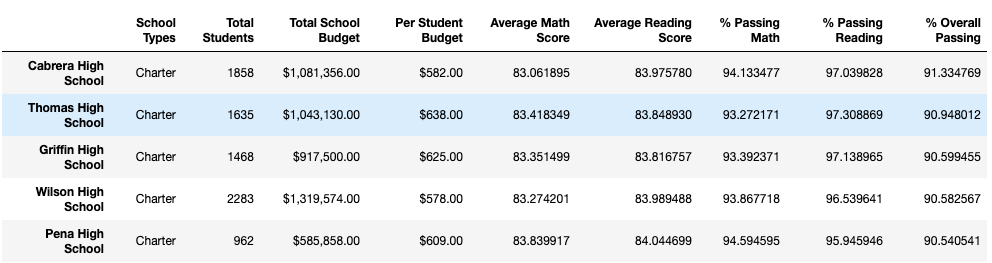 School Types Total Students Total School Budget Per Student Budget Average Math Score Average Reading Score % Passing Math % Passing Reading % Overall Passing
Cabrera High School Charter 1858 $1,081,356.00 $582.00 83.061895 83.975780 94.133477 97.039828 91.334769
Thomas High School Charter 1635 $1,043,130.00 $638.00 83.418349 83.848930 93.272171 97.308869 90.948012
Griffin High School Charter 1468 $917,500.00 $625.00 83.351499 83.816757 93.392371 97.138965 90.599455
Wilson High School Charter 2283 $1,319,574.00 $578.00 83.274201 83.989488 93.867718 96.539641 90.582567
Pena High School Charter 962 $585,858.00 $609.00 83.839917 84.044699 94.594595 95.945946 90.540541